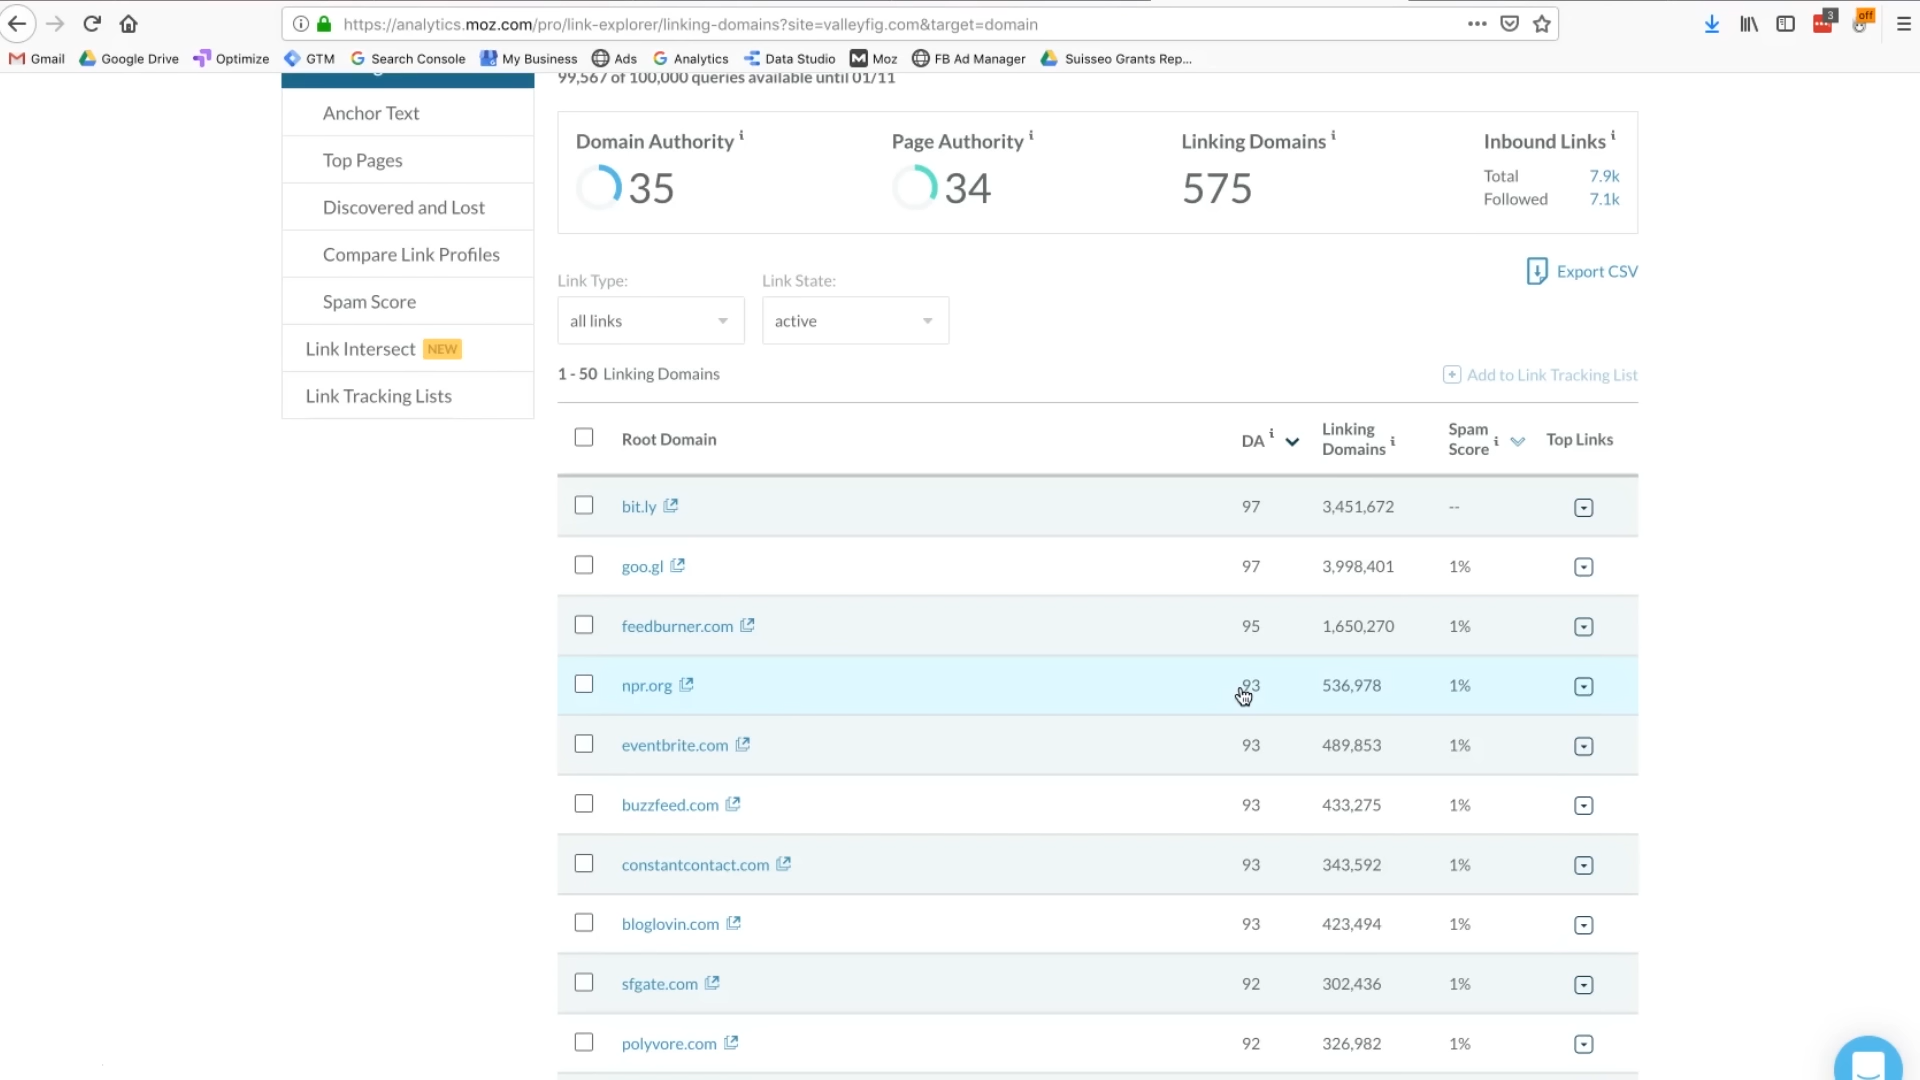 https://analytics.moz.com/pro/link-explorer/linking-domains?site=valleyfig.com&target=domain
3
off
Gmail Google Drive Optimize GTM Search Console My Business Ads Analytics Data Studio Moz FB Ad Manager Suisseo Grants Rep...
99,567 of 100,000 queries available until 01/11
Anchor Text
Top Pages
Discovered and Lost
Compare Link Profiles
Spam Score
Link Intersect NEW
Link Tracking Lists
Domain Authority i Page Authority i Linking Domains i Inbound Links i
35 34 575
Total 7.9k
Followed 7.1k
Export CSV
Link Type: Link State:
all links active
1 - 50 Linking Domains
Add to Link Tracking List
Root Domain DA i Linking Domains i Spam Score i Top Links
bit.ly 97 3,451,672 --
goo.gl 97 3,998,401 1%
feedburner.com 95 1,650,270 1%
npr.org 93 536,978 1%
eventbrite.com 93 489,853 1%
buzzfeed.com 93 433,275 1%
constantcontact.com 93 343,592 1%
bloglovin.com 93 423,494 1%
sfgate.com 92 302,436 1%
polyvore.com 92 326,982 1%